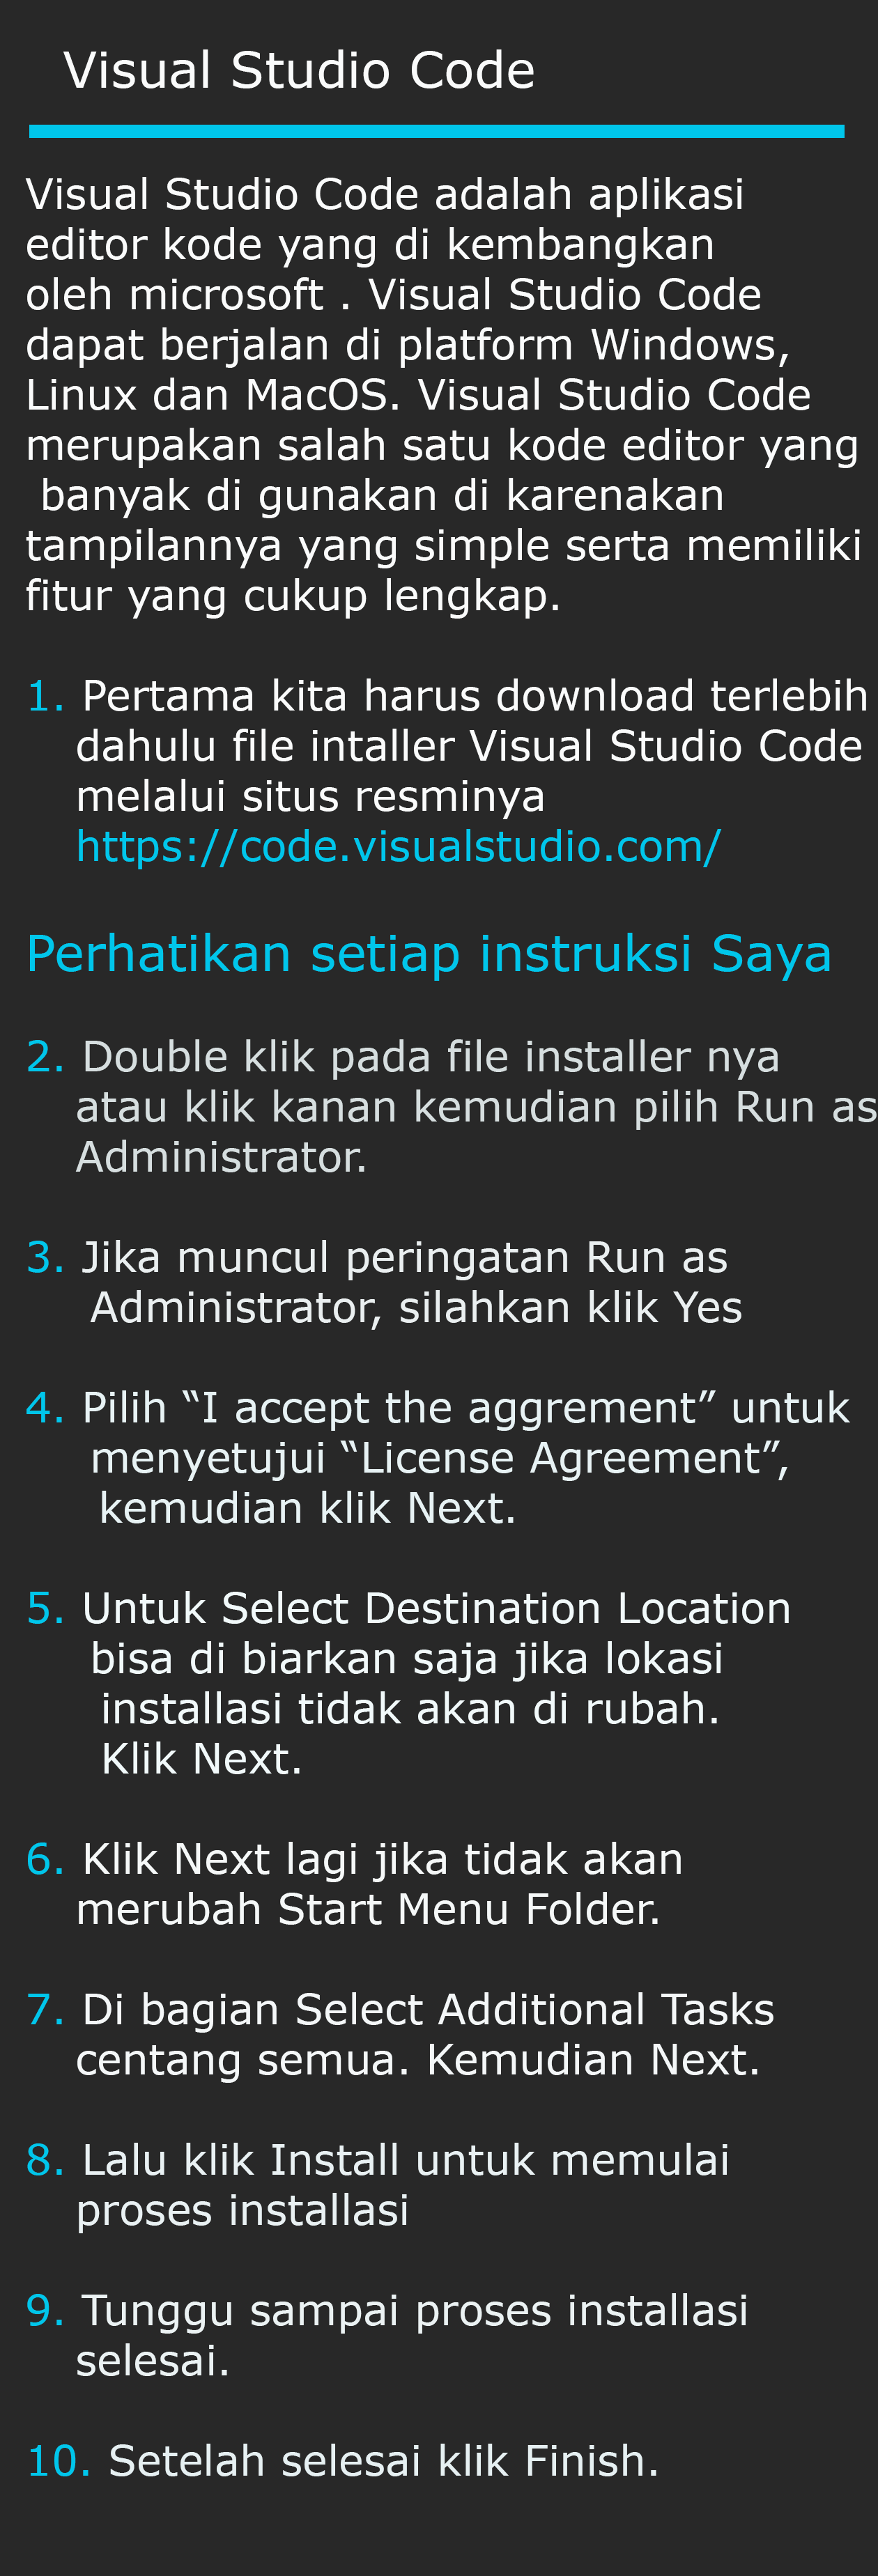 Visual Studio Code
Visual Studio Code adalah aplikasi
editor kode yang di kembangkan
oleh microsoft . Visual Studio Code
dapat berjalan di platform Windows,
Linux dan MacOS. Visual Studio Code
merupakan salah satu kode editor yang
banyak di gunakan di karenakan
tampilannya yang simple serta memiliki
fitur yang cukup lengkap.
1. Pertama kita harus download terlebih
dahulu file intaller Visual Studio Code
melalui situs resminya
https://code.visualstudio.com/
Perhatikan setiap instruksi Saya
2. Double klik pada file installer nya
atau klik kanan kemudian pilih Run as
Administrator.
3. Jika muncul peringatan Run as
Administrator, silahkan klik Yes
4. Pilih “I accept the aggrement” untuk
menyetujui “License Agreement”,
kemudian klik Next.
5. Untuk Select Destination Location
bisa di biarkan saja jika lokasi
installasi tidak akan di rubah.
Klik Next.
6. Klik Next lagi jika tidak akan
merubah Start Menu Folder.
7. Di bagian Select Additional Tasks
centang semua. Kemudian Next.
8. Lalu klik Install untuk memulai
proses installasi
9. Tunggu sampai proses installasi
selesai.
10. Setelah selesai klik Finish.